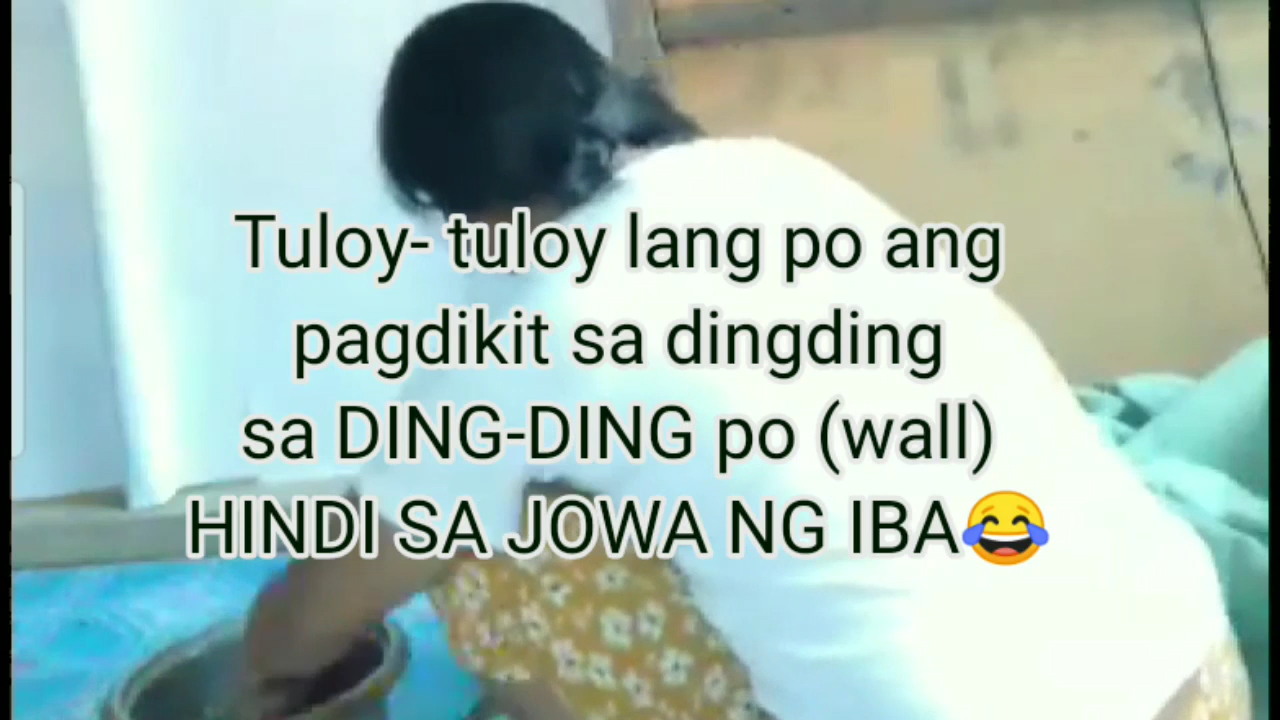 Tuloy- tuloy lang po ang
pagdikit sa dingding
sa DING-DING po (wall)
HINDI SA JOWA NG IBA😂